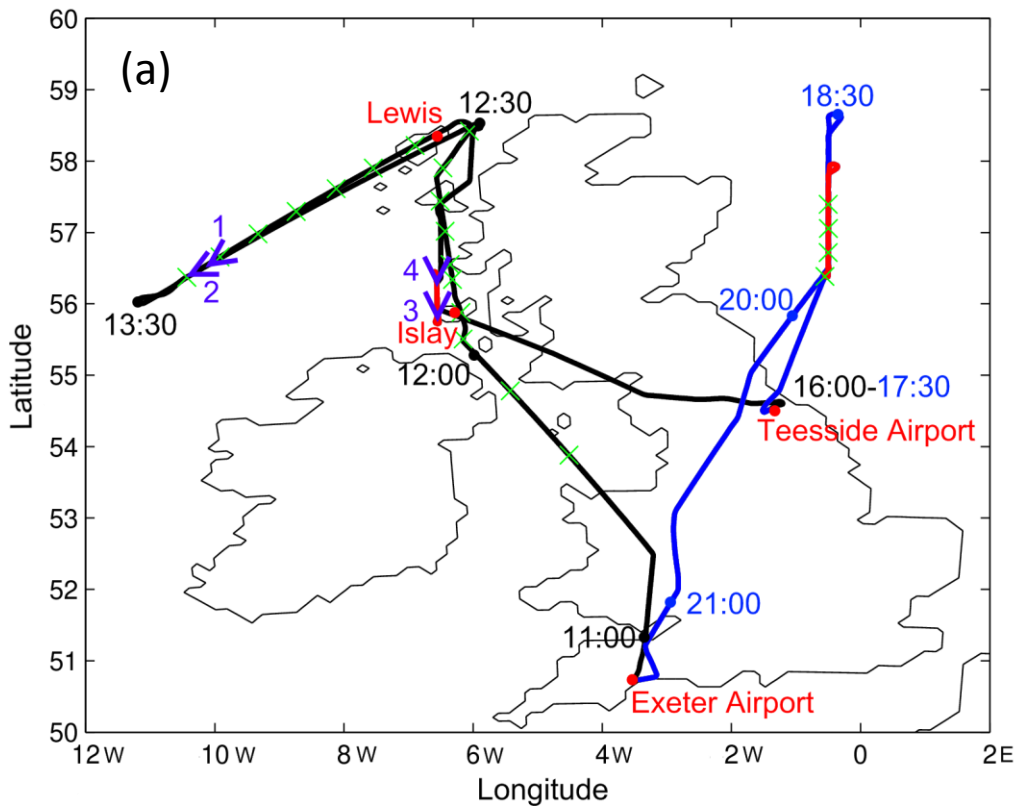 (a)
60
59
58
57
56
55
54
53
52
51
50
Latitude
Lewis
12:30
18:30
1
2
13:30
4
3
Islay
12:00
20:00
16:00-17:30
Teesside Airport
21:00
11:00
Exeter Airport
12 W
10 W
8 W
6 W
4 W
2 W
0
2 E
Longitude